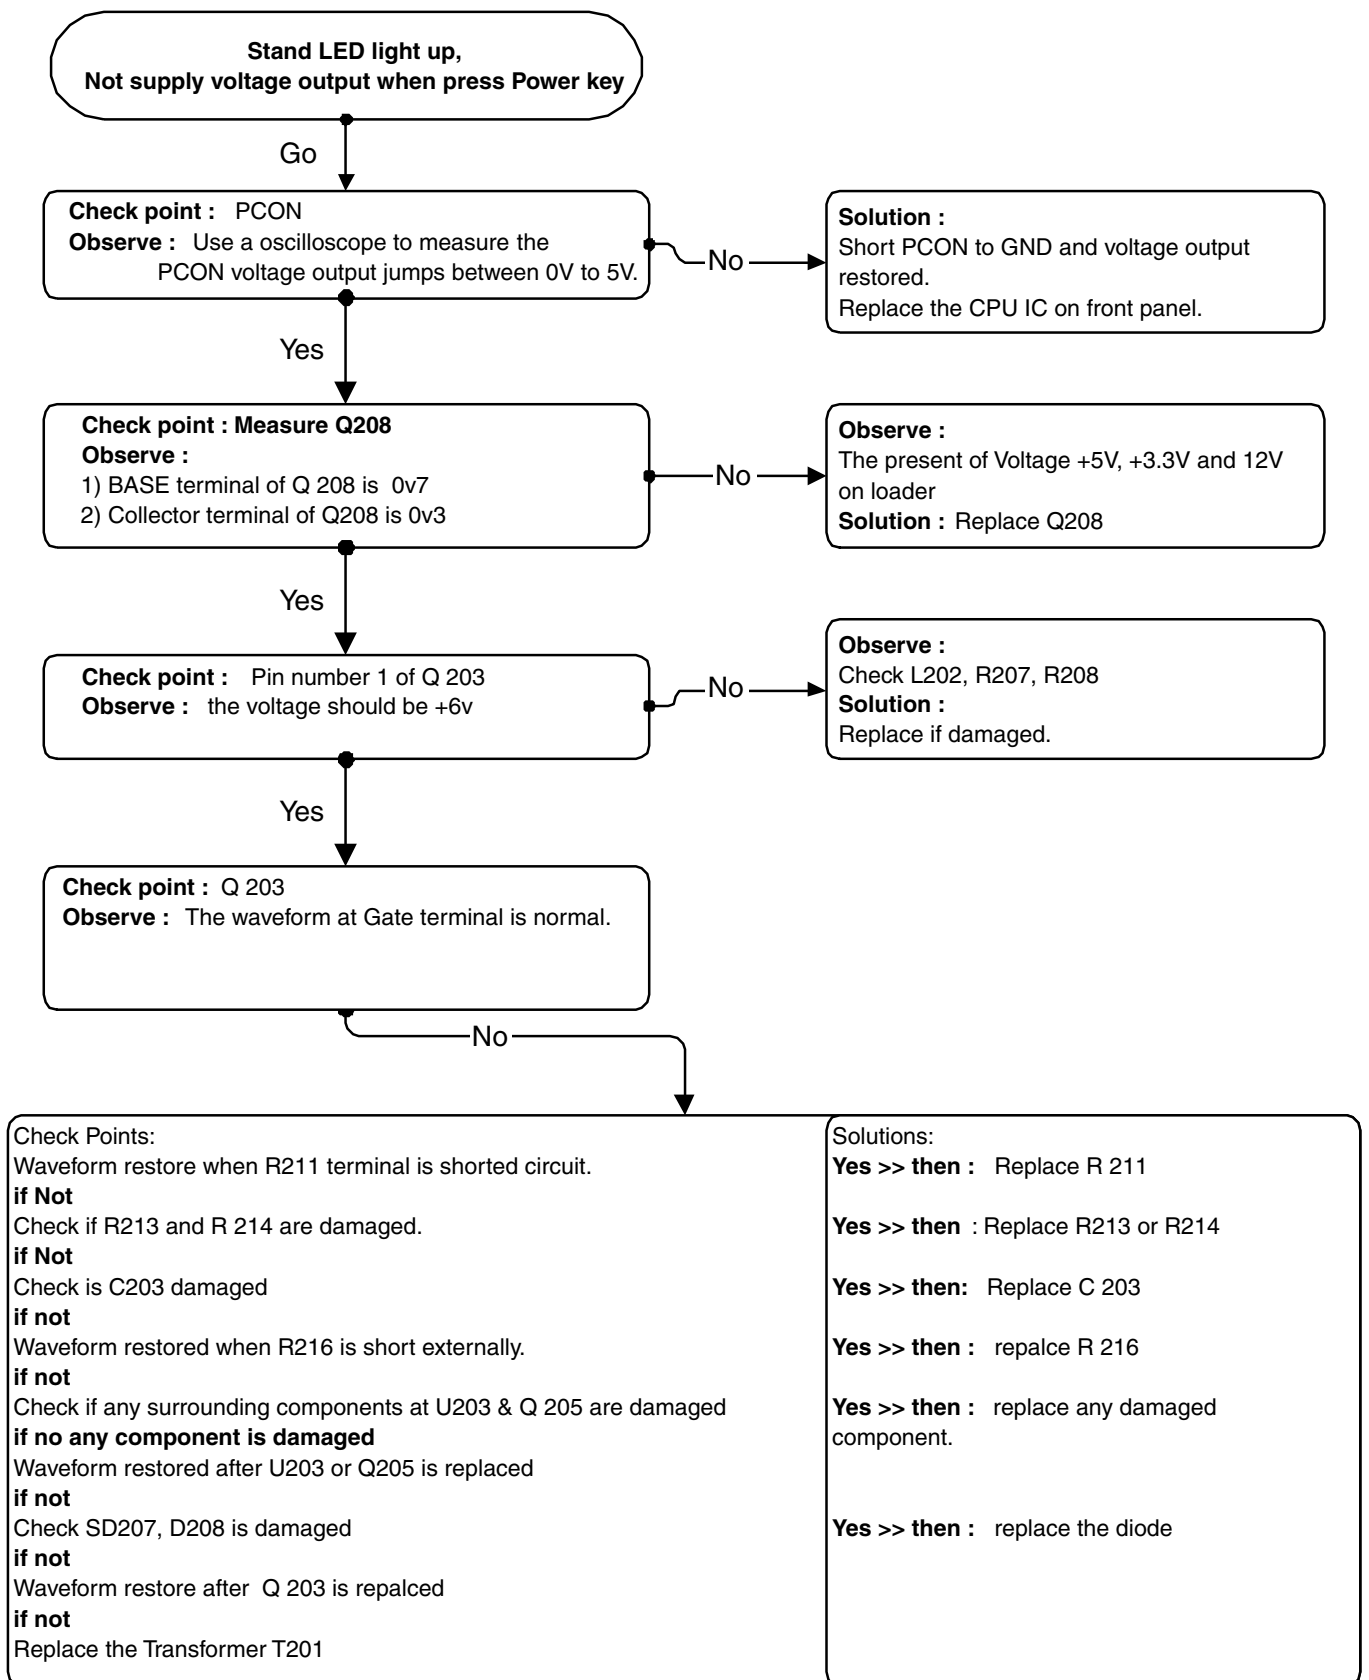 Stand LED light up,
Not supply voltage output when press Power key
Go
Check point : PCON
Observe : Use a oscilloscope to measure the
PCON voltage output jumps between 0V to 5V.
No
Solution :
Short PCON to GND and voltage output
restored.
Replace the CPU IC on front panel.
Yes
Check point : Measure Q208
Observe :
1) BASE terminal of Q 208 is 0v7
2) Collector terminal of Q208 is 0v3
No
Observe :
The present of Voltage +5V, +3.3V and 12V
on loader
Solution : Replace Q208
Yes
Check point : Pin number 1 of Q 203
Observe : the voltage should be +6v
No
Observe :
Check L202, R207, R208
Solution :
Replace if damaged.
Yes
Check point : Q 203
Observe : The waveform at Gate terminal is normal.
No
Check Points:
Waveform restore when R211 terminal is shorted circuit.
if Not
Check if R213 and R 214 are damaged.
if Not
Check is C203 damaged
if not
Waveform restored when R216 is short externally.
if not
Check if any surrounding components at U203 & Q 205 are damaged
if no any component is damaged
Waveform restored after U203 or Q205 is replaced
if not
Check SD207, D208 is damaged
if not
Waveform restore after Q 203 is repalced
if not
Replace the Transformer T201
Solutions:
Yes >> then : Replace R 211
Yes >> then : Replace R213 or R214
Yes >> then: Replace C 203
Yes >> then : repalce R 216
Yes >> then : replace any damaged
component.
Yes >> then : replace the diode